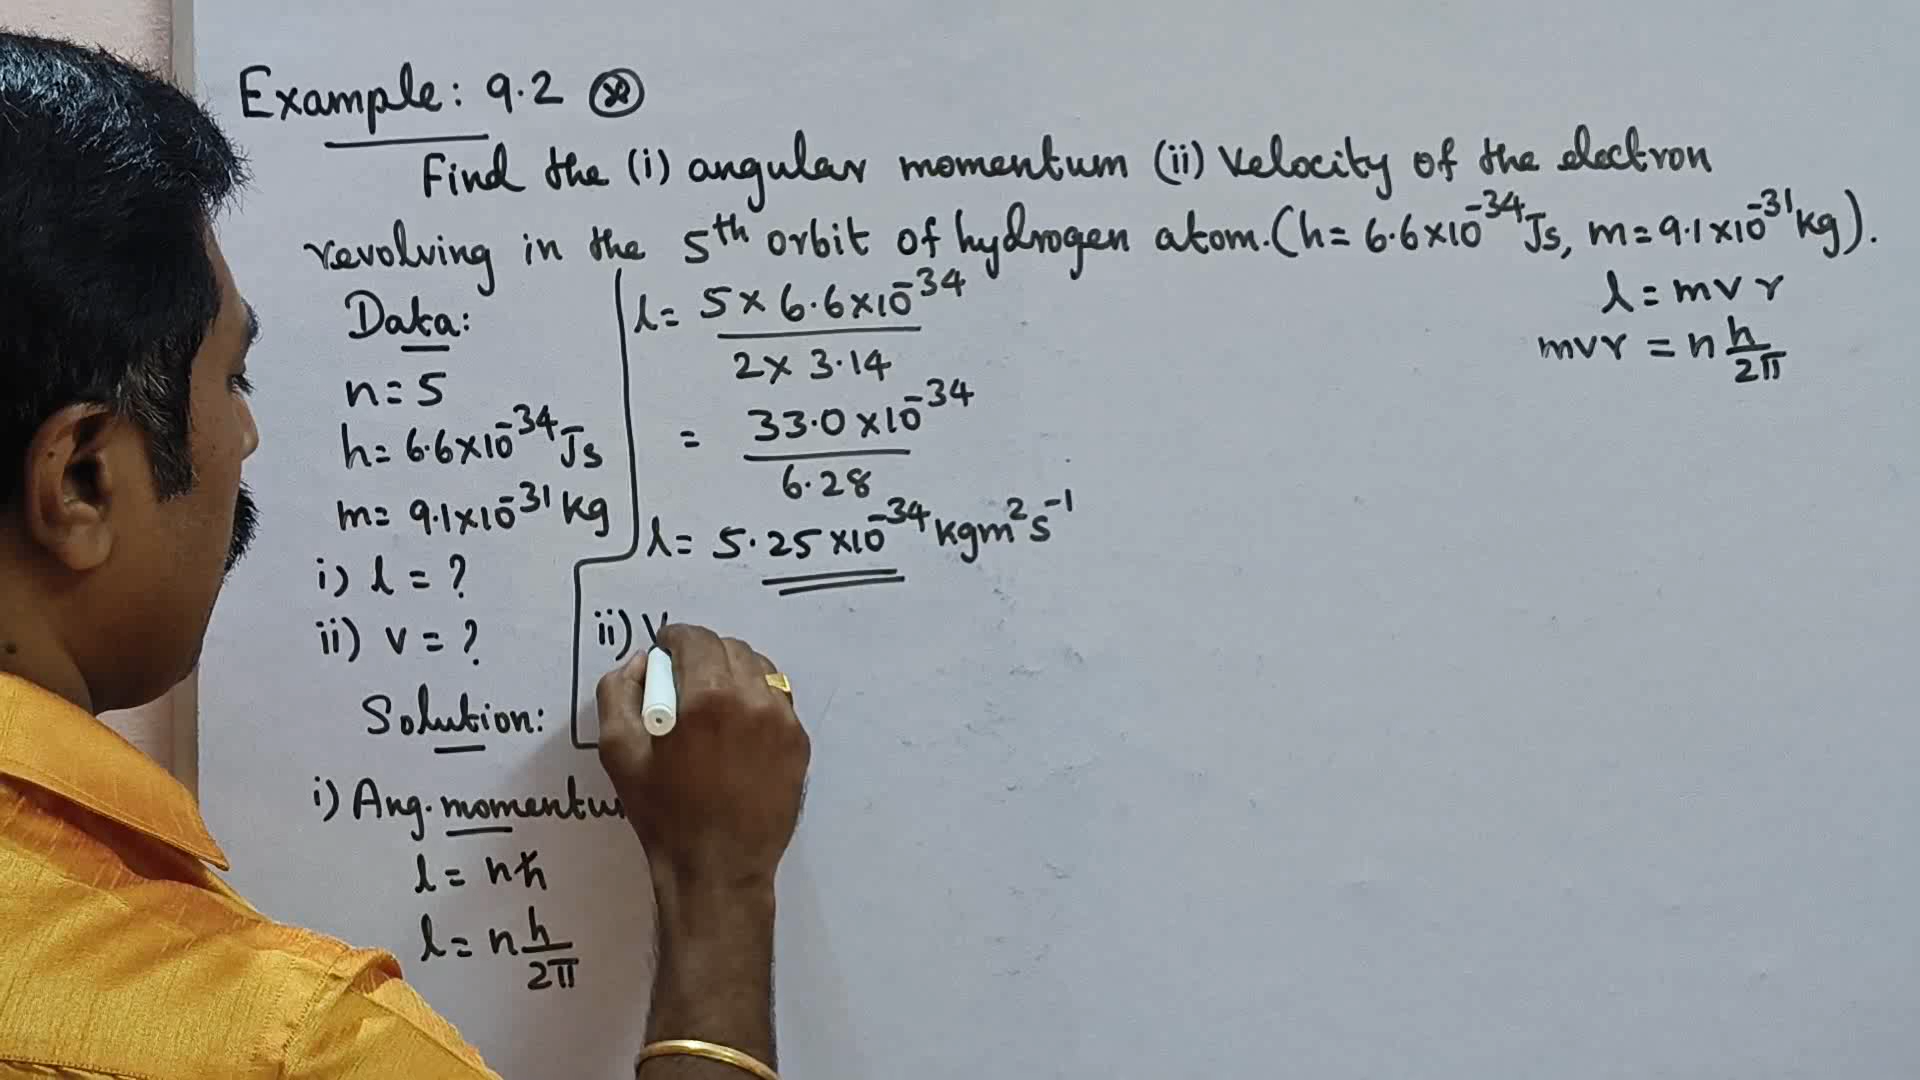 Example: 9.2
Find the (i) angular momentum (ii) velocity of the electron
revolving in the 5th orbit of hydrogen atom. (h = 6.6×10⁻³⁴ Js, m = 9.1×10⁻³¹ kg).
Data:
n = 5
h = 6.6×10⁻³⁴ Js
m = 9.1×10⁻³¹ kg
i) l = ?
ii) v = ?
Solution:
i) Ang. 
l = nħ
l = n h
2π
l = 5 × 6.6×10⁻³⁴
2 × 3.14
= 33.0 ×10⁻³⁴
6.28
l = 5.25 ×10⁻³⁴ kgm²s⁻¹
ii) V
l = mvr
mvr = n h
2π